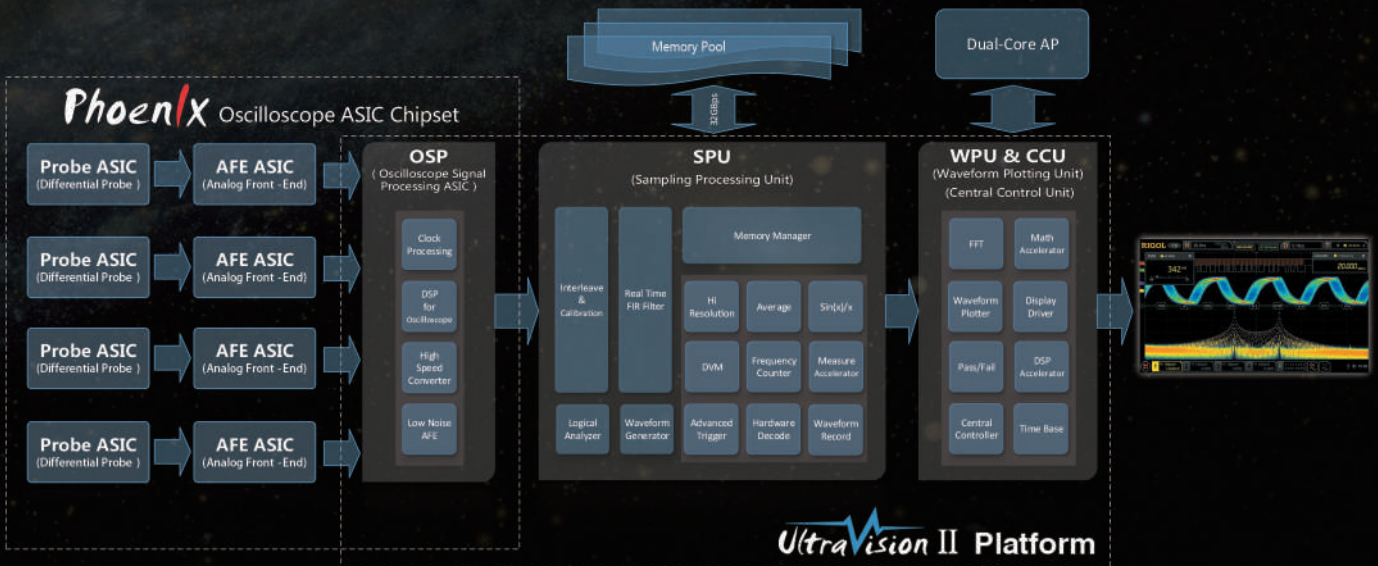 Memory Pool
Dual-Core AP
32GBps
Phoenix Oscilloscope ASIC Chipset
Probe ASIC
(Differential Probe )
AFE ASIC
(Analog Front -End)
Probe ASIC
(Differential Probe )
AFE ASIC
(Analog Front -End)
Probe ASIC
(Differential Probe )
AFE ASIC
(Analog Front -End)
Probe ASIC
(Differential Probe )
AFE ASIC
(Analog Front -End)
OSP
( Oscilloscope Signal
Processing ASIC )
Clock
Processing
DSP
for
Oscilloscope
High
Speed
Converter
Low Noise
AFE
SPU
(Sampling Processing Unit)
Interleave
&
Calibration
Real Time
FIR Filter
Memory Manager
Hi
Resolution
Average
Sin(x)/x
DVM
Frequency
Counter
Measure
Accelerator
Logical
Analyzer
Waveform
Generator
Advanced
Trigger
Hardware
Decode
Waveform
Record
WPU & CCU
(Waveform Plotting Unit)
(Central Control Unit)
FFT
Math
Accelerator
Waveform
Plotter
Display
Driver
Pass/Fail
DSP
Accelerator
Central
Controller
Time Base
RIGOL
342
UltraVision II Platform